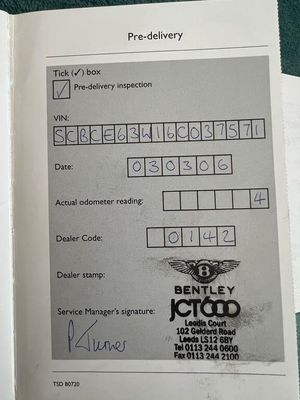 Pre-delivery
Tick (✓) box
✓ Pre-delivery inspection
VIN:
SCBCE63W16C037571
Date:
030306
Actual odometer reading:
4
Dealer Code:
0142
Dealer stamp:
B
BENTLEY
JCT600
Leodis Court
102 Gelderd Road
Leeds LS12 6BY
Tel 0113 244 0600
Fax 0113 244 2100
Service Manager's signature:
P Turner
TSD 80720